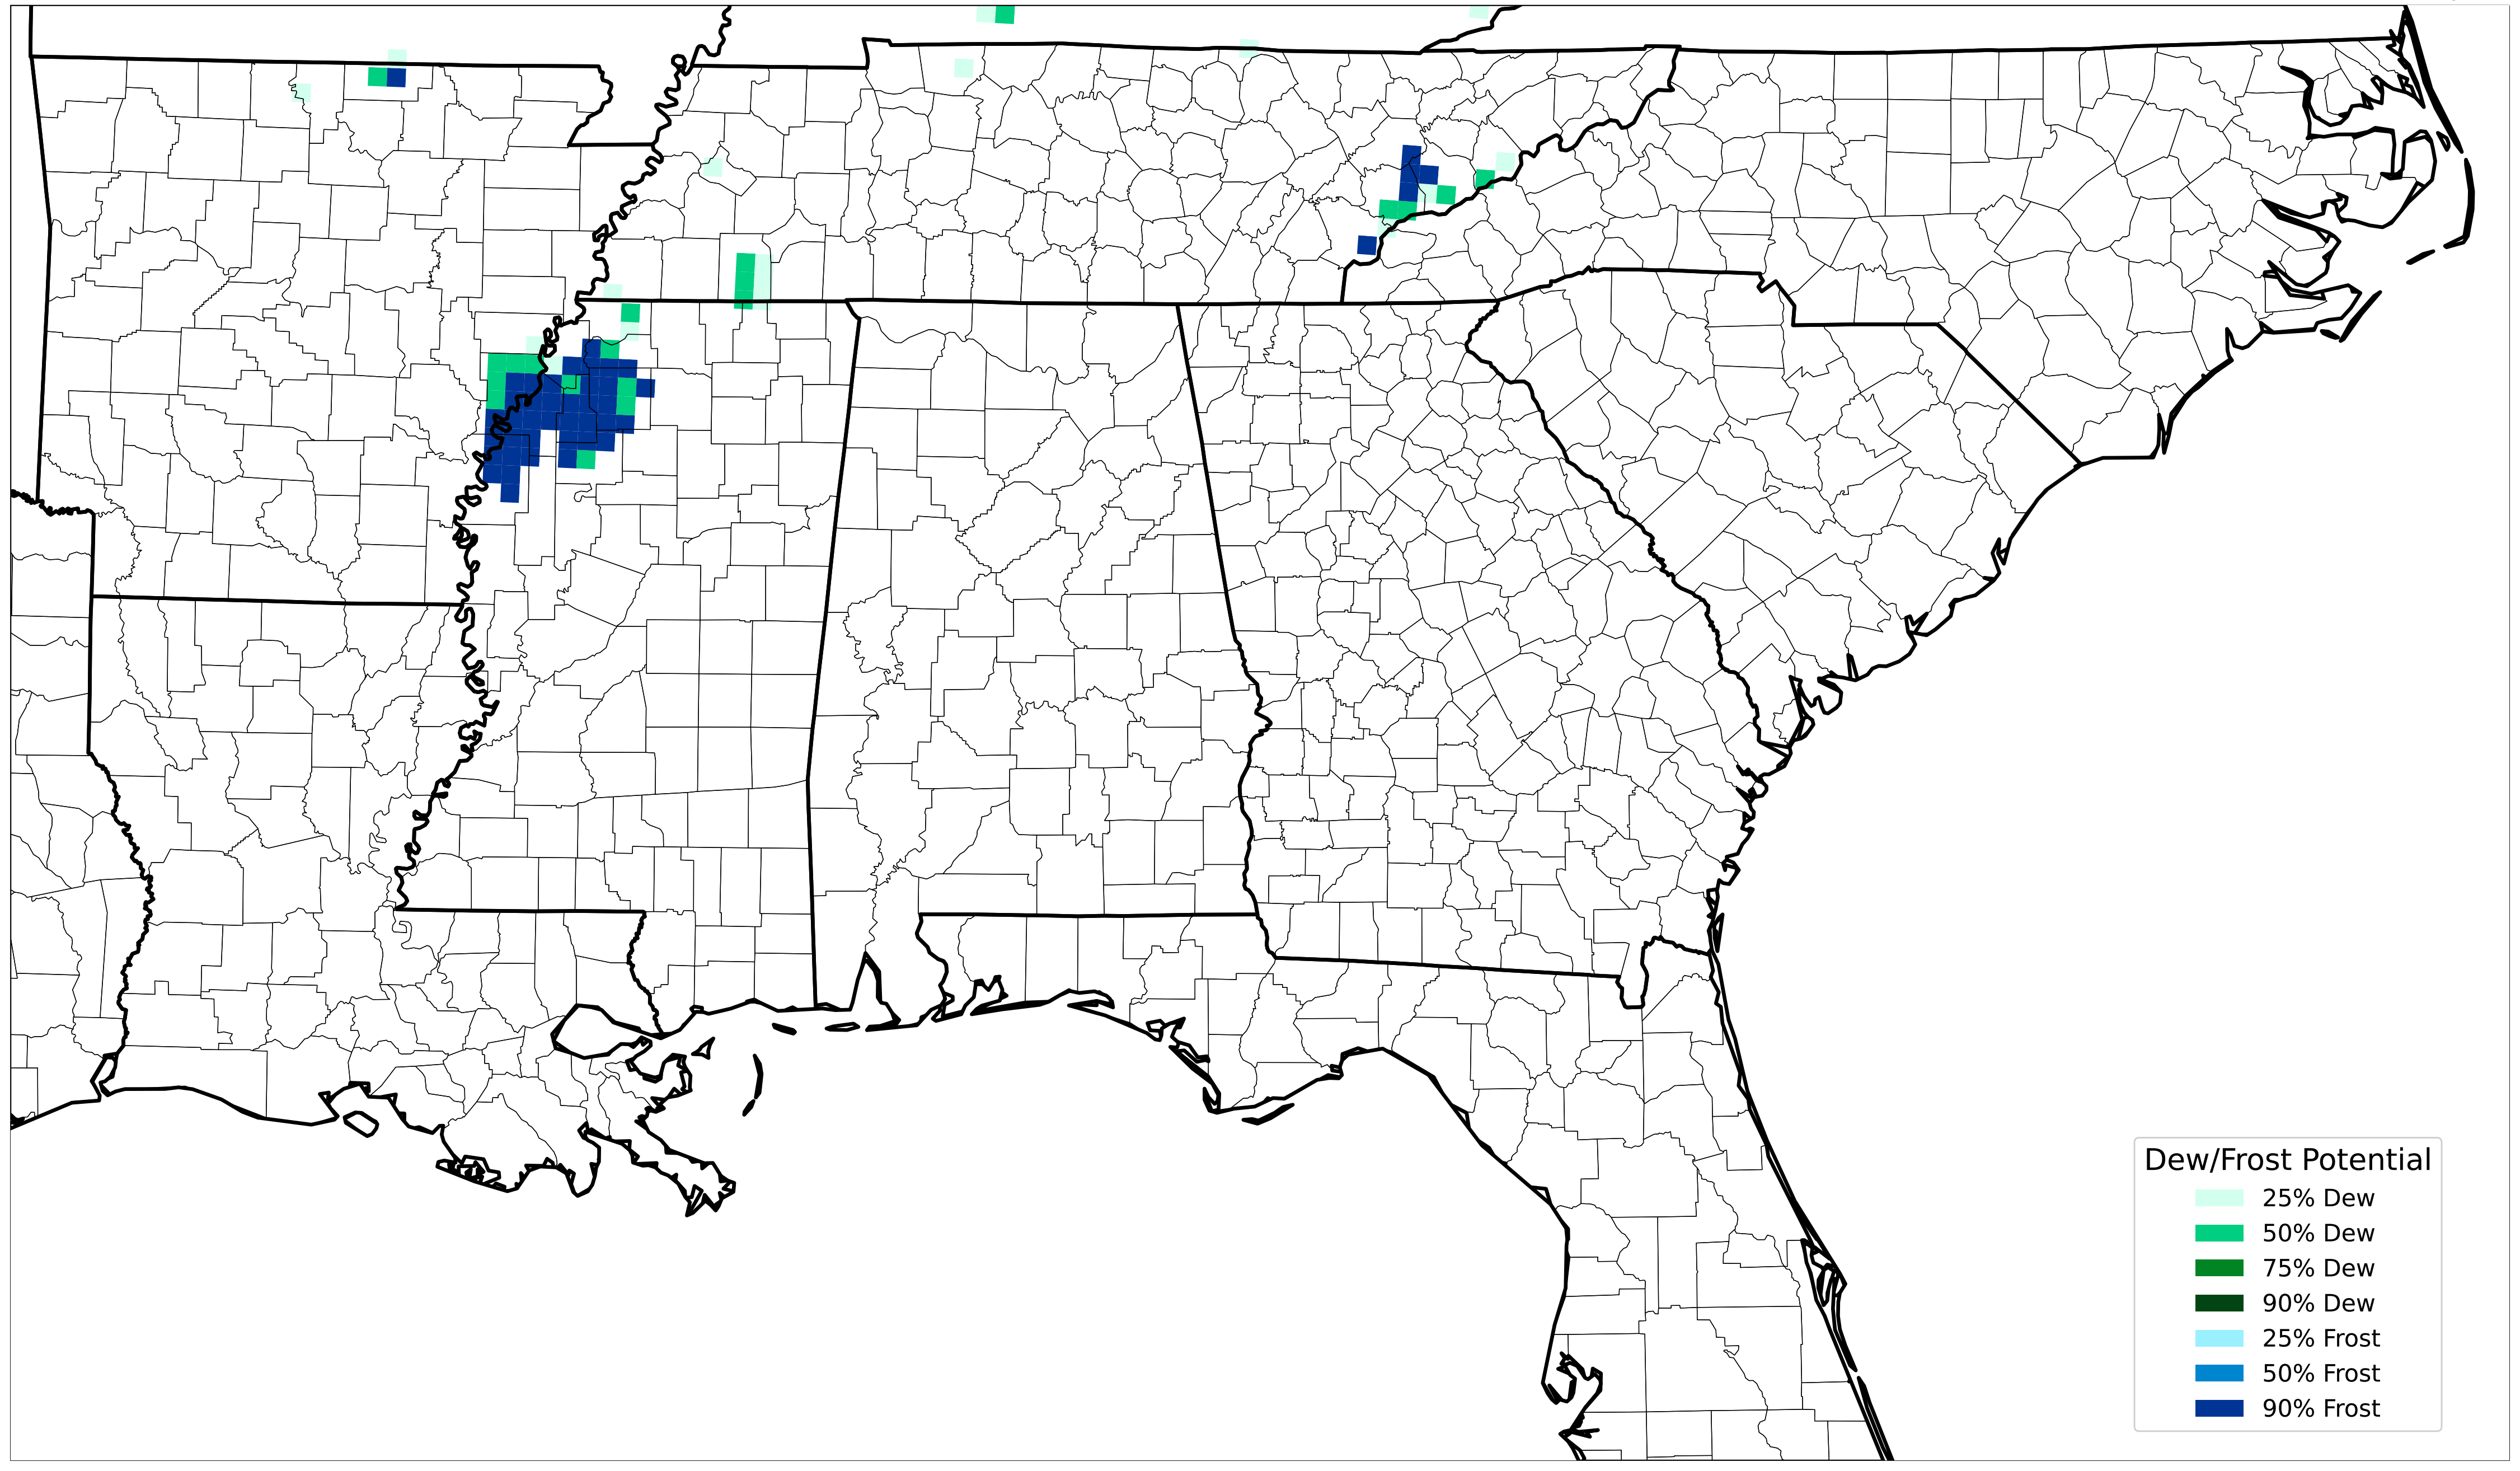 Dew/Frost Potential
25% Dew
50% Dew
75% Dew
90% Dew
25% Frost
50% Frost
90% Frost